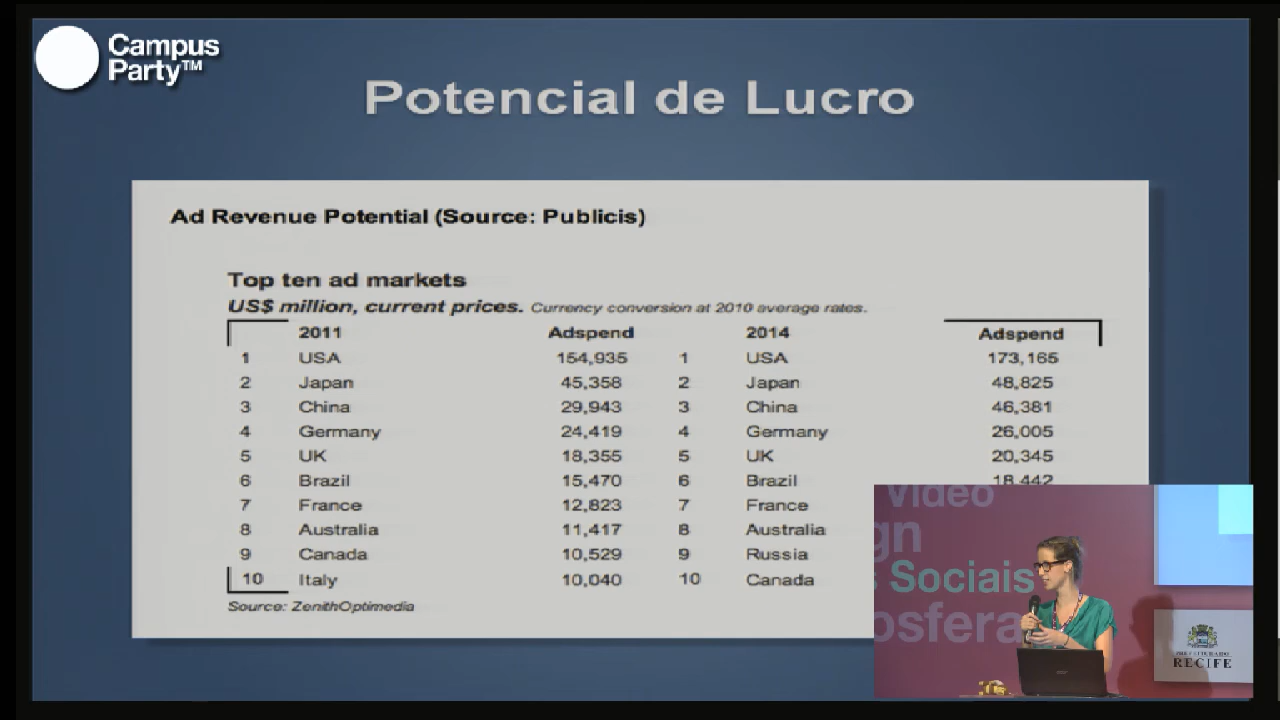 Campus
Party™
Potencial de Lucro
Ad Revenue Potential (Source: Publicis)
Top ten ad markets
US$ million, current prices. Currency conversion at 2010 average rates.
2011 Adspend 2014 Adspend
1 USA 154,935 1 USA 173,165
2 Japan 45,358 2 Japan 48,825
3 China 29,943 3 China 46,381
4 Germany 24,419 4 Germany 26,005
5 UK 18,355 5 UK 20,345
6 Brazil 15,470 6 Brazil 18,442
7 France 12,823 7 France
8 Australia 11,417 8 Australia
9 Canada 10,529 9 Russia
10 Italy 10,040 10 Canada
Source: ZenithOptimedia
Video
gn
s Sociais
osfera
RECIFE